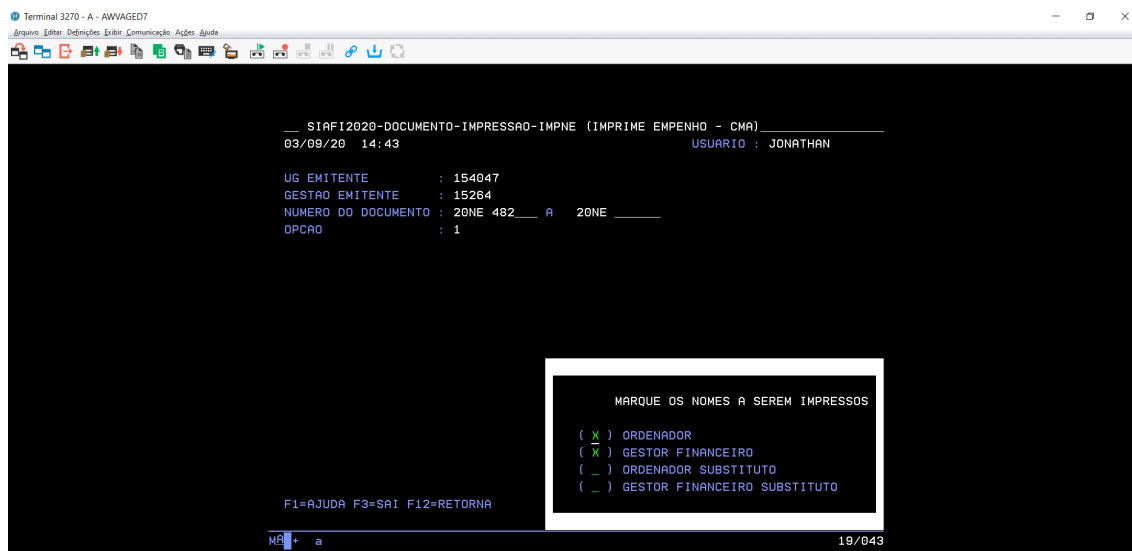 Terminal 3270 - A - AWVAGED7
Arquivo Editar Definições Exibir Comunicação Ações Ajuda
__ SIAFI2020-DOCUMENTO-IMPRESSAO-IMPNE (IMPRIME EMPENHO - CMA)________________
03/09/20 14:43 USUARIO : JONATHAN
UG EMITENTE : 154047
GESTAO EMITENTE : 15264
NUMERO DO DOCUMENTO : 20NE 482___ A 20NE ______
OPCAO : 1
MARQUE OS NOMES A SEREM IMPRESSOS
( X ) ORDENADOR
( X ) GESTOR FINANCEIRO
( _ ) ORDENADOR SUBSTITUTO
( _ ) GESTOR FINANCEIRO SUBSTITUTO
F1=AJUDA F3=SAI F12=RETORNA
MA + a 19/043